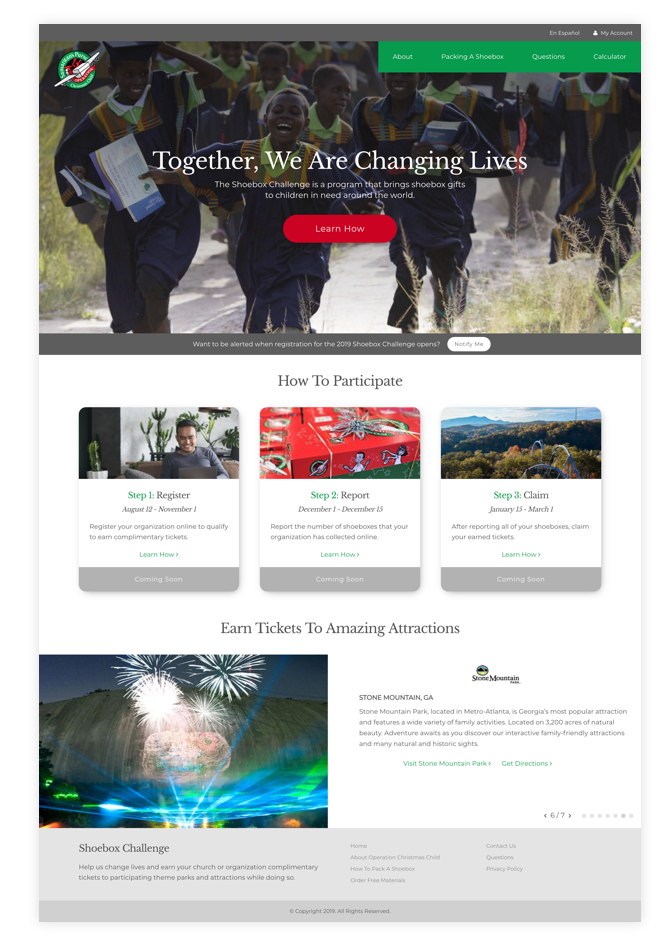 En Español
My Account
About
Packing A Shoebox
Questions
Calculator
Together, We Are Changing Lives
The Shoebox Challenge is a program that brings shoebox gifts
to children in need around the world.
Learn How
Want to be alerted when registration for the 2019 Shoebox Challenge opens?
Notify Me
How To Participate
Step 1: Register
August 12 - November 1
Register your organization online to qualify
to earn complimentary tickets.
Learn How ›
Coming Soon
Step 2: Report
December 1 - December 15
Report the number of shoeboxes that your
organization has collected online.
Learn How ›
Coming Soon
Step 3: Claim
January 15 - March 1
After reporting all of your shoeboxes, claim
your earned tickets.
Learn How ›
Coming Soon
Earn Tickets To Amazing Attractions
Stone Mountain
PARK
STONE MOUNTAIN, GA
Stone Mountain Park, located in Metro-Atlanta, is Georgia's most popular attraction
and features a wide variety of family activities. Located on 3,200 acres of natural
beauty. Adventure awaits as you discover our interactive family-friendly attractions
and many natural and historic sights.
Visit Stone Mountain Park ›
Get Directions ›
‹ 6 / 7 ›
Shoebox Challenge
Help us change lives and earn your church or organization complimentary
tickets to participating theme parks and attractions while doing so.
Home
About Operation Christmas Child
How To Pack A Shoebox
Order Free Materials
Contact Us
Questions
Privacy Policy
© Copyright 2019. All Rights Reserved.